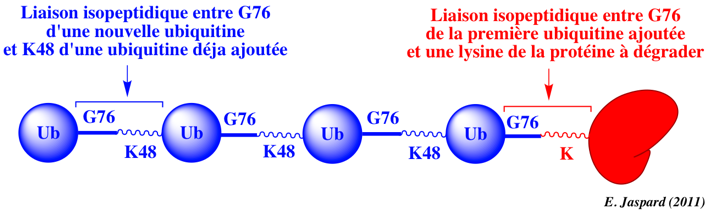 Liaison isopeptidique entre G76
d'une nouvelle ubiquitine
et K48 d'une ubiquitine déja ajoutée
Liaison isopeptidique entre G76
de la première ubiquitine ajoutée
et une lysine de la protéine à dégrader
Ub G76 K48 Ub G76 K48 Ub G76 K48 Ub G76 K
E. Jaspard (2011)